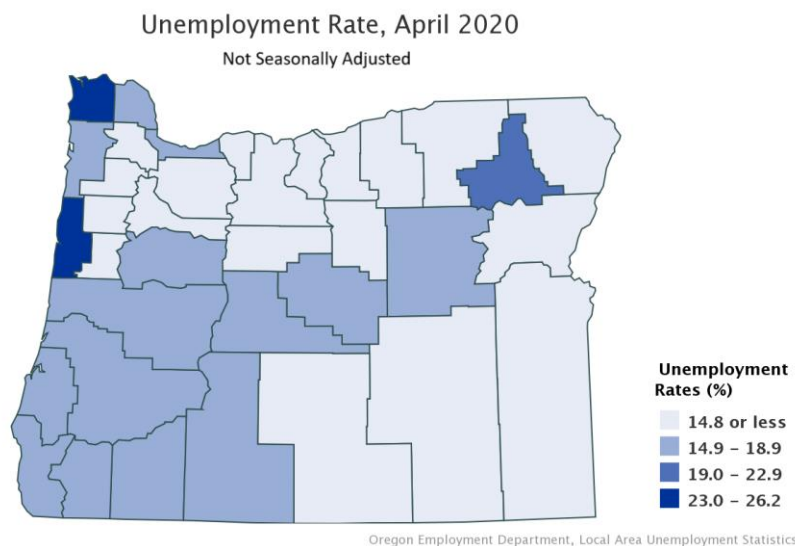 Unemployment Rate, April 2020
Not Seasonally Adjusted
Unemployment
Rates (%)
14.8 or less
14.9 – 18.9
19.0 – 22.9
23.0 – 26.2
Oregon Employment Department, Local Area Unemployment Statistics